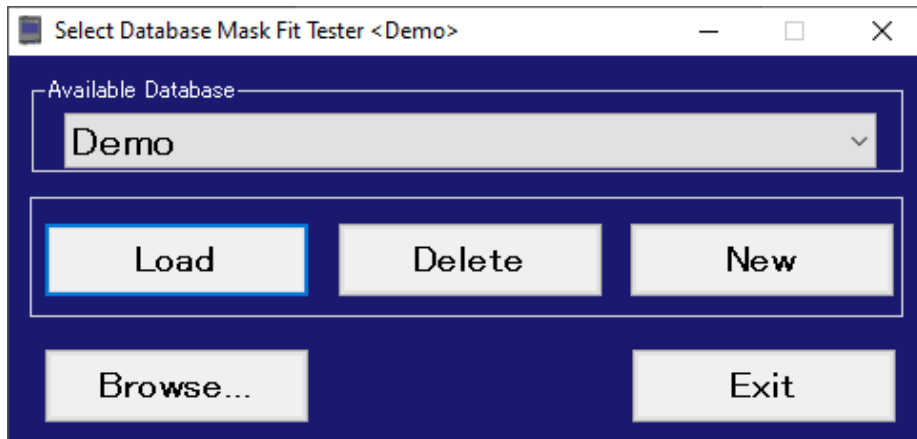 Select Database Mask Fit Tester <Demo>
Available Database
Demo
Load Delete New
Browse... Exit